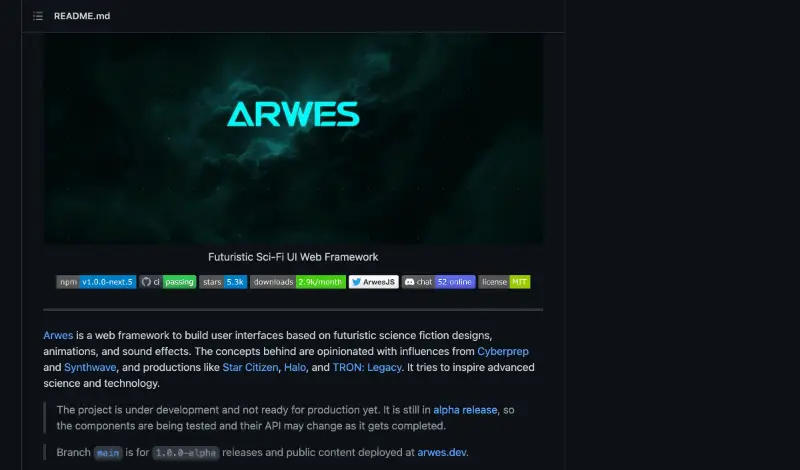 README.md
ARWES
Futuristic Sci-Fi UI Web Framework
npm v1.0.0-next.5 ci passing stars 5.3k downloads 2.9k/month ArwesJS chat 52 online license MIT
Arwes is a web framework to build user interfaces based on futuristic science fiction designs,
animations, and sound effects. The concepts behind are opinionated with influences from Cyberprep
and Synthwave, and productions like Star Citizen, Halo, and TRON: Legacy. It tries to inspire advanced
science and technology.
The project is under development and not ready for production yet. It is still in alpha release, so
the components are being tested and their API may change as it gets completed.
Branch main is for 1.0.0-alpha releases and public content deployed at arwes.dev.